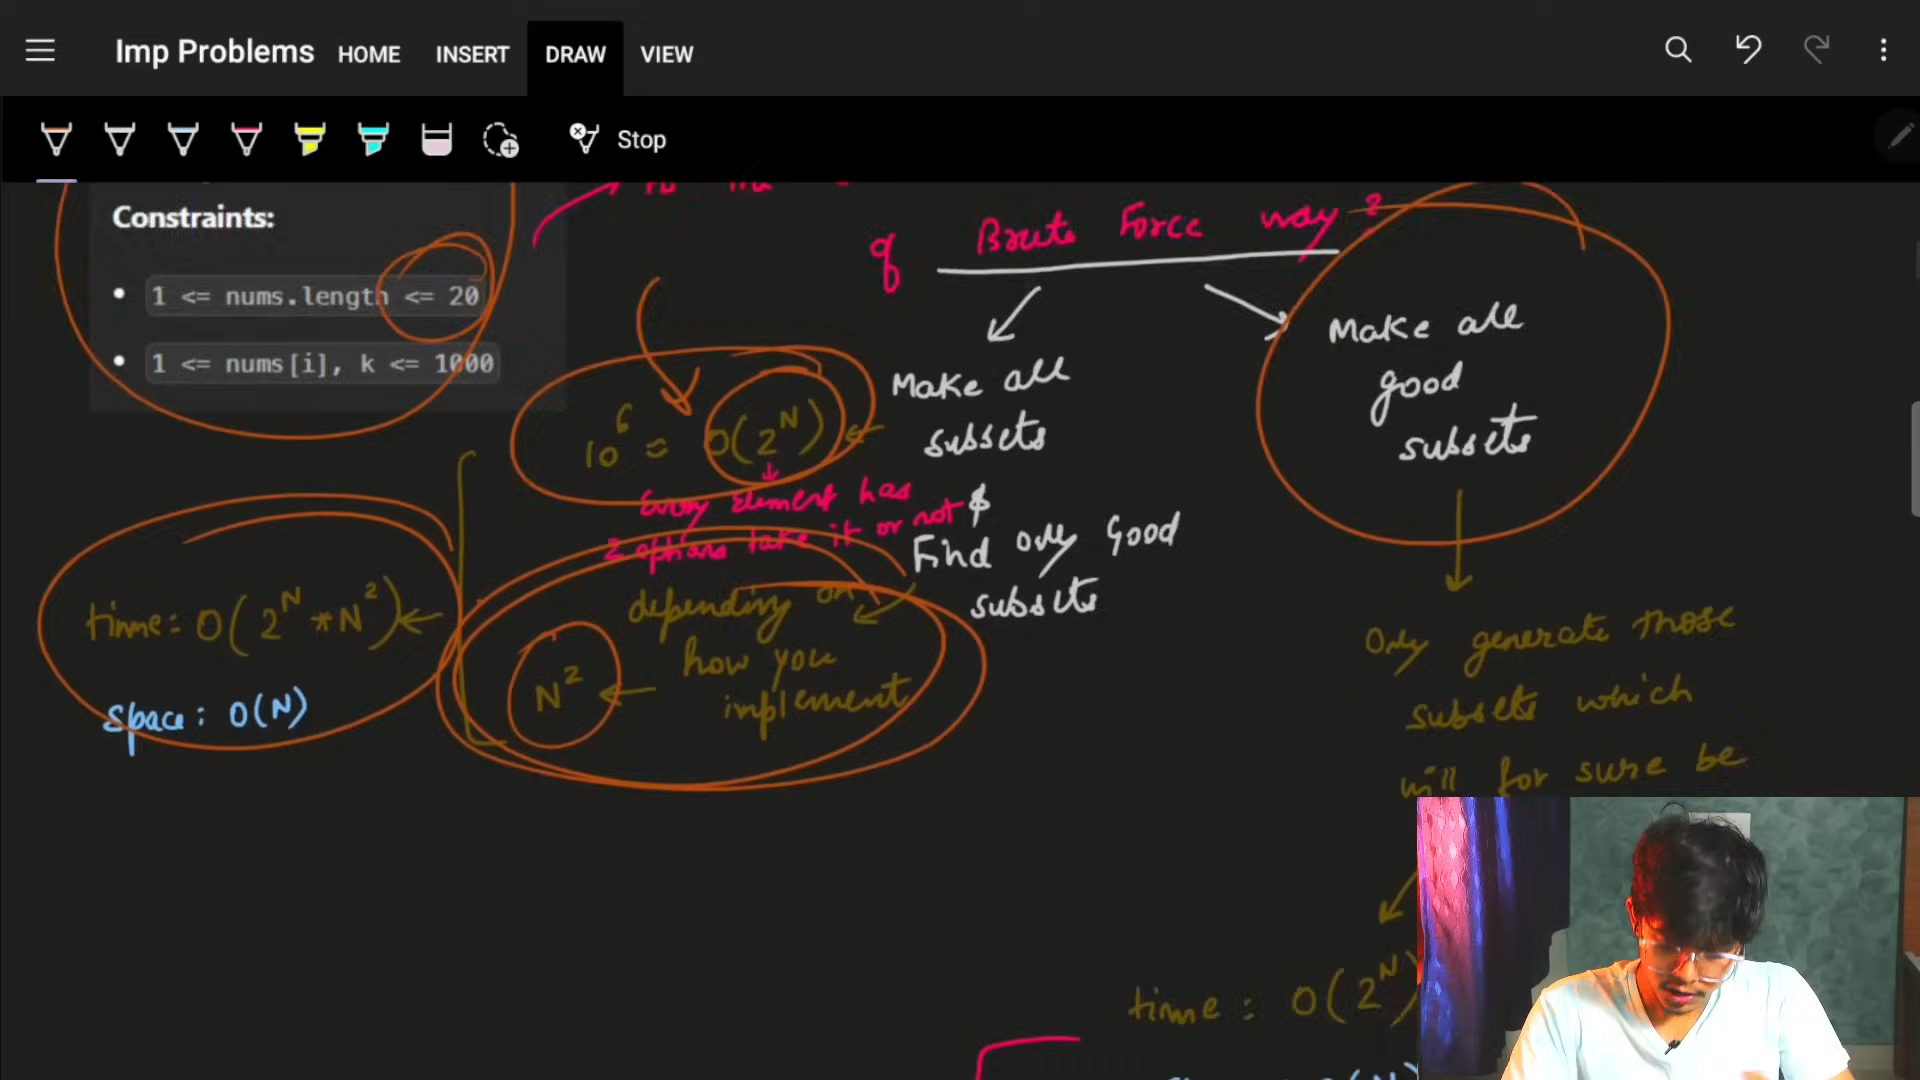 Imp Problems HOME INSERT DRAW VIEW
Stop
Constraints:
1 <= nums.length <= 20
1 <= nums[i], k <= 1000
Brute Force way ?
Make all
subsets
&
Find only Good
subsets
Make all
good
subsets
10^6 ≈ O(2^N) ←
Every element has
2 options take it or not
depending on
how you
implement
N^2 ←
time: O(2^N * N^2) ←
space: O(N)
Only generate those
subsets which
will for sure be
time : O(2^N)